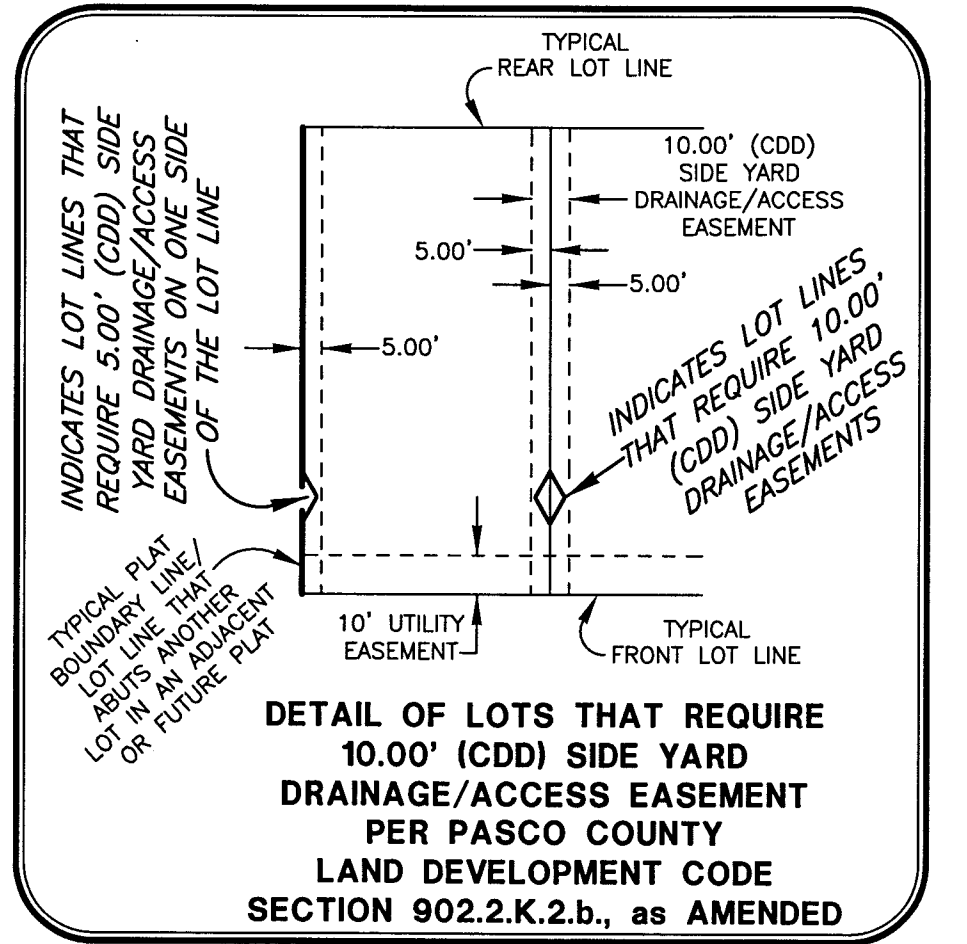 TYPICAL
REAR LOT LINE
INDICATES LOT LINES THAT
REQUIRE 5.00' (CDD) SIDE
YARD DRAINAGE/ACCESS
EASEMENTS ON ONE SIDE
OF THE LOT LINE
10.00' (CDD)
SIDE YARD
DRAINAGE/ACCESS
EASEMENT
5.00'
5.00'
5.00'
INDICATES LOT LINES
THAT REQUIRE 10.00'
(CDD) SIDE YARD
DRAINAGE/ACCESS
EASEMENTS
TYPICAL PLAT
BOUNDARY LINE/
LOT LINE THAT
ABUTS ANOTHER
LOT IN AN ADJACENT
OR FUTURE PLAT
10' UTILITY
EASEMENT
TYPICAL
FRONT LOT LINE
DETAIL OF LOTS THAT REQUIRE
10.00' (CDD) SIDE YARD
DRAINAGE/ACCESS EASEMENT
PER PASCO COUNTY
LAND DEVELOPMENT CODE
SECTION 902.2.K.2.b., as AMENDED